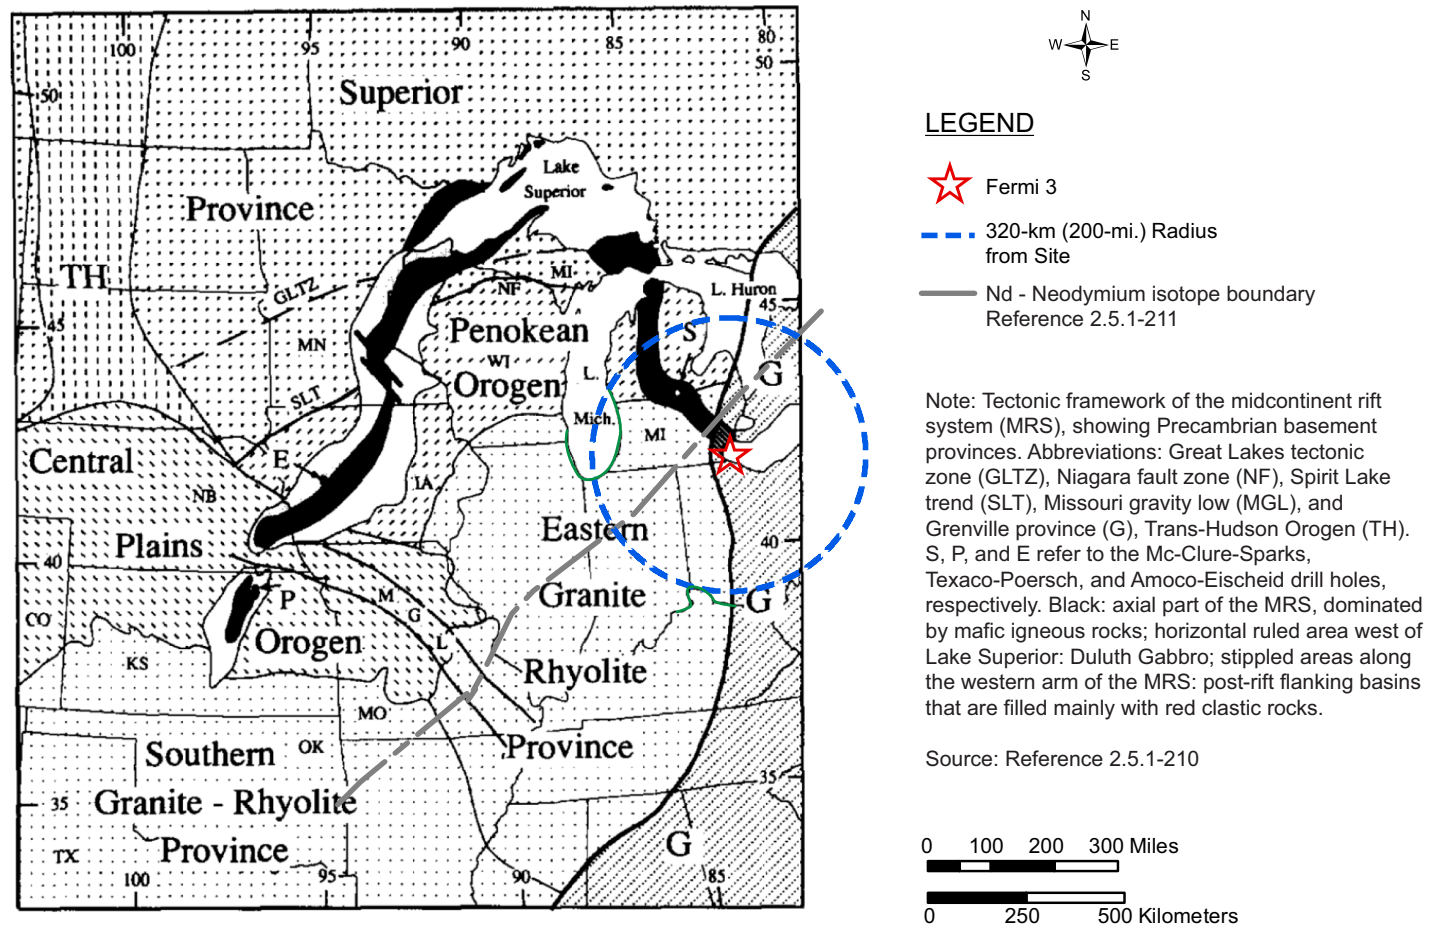 100
95
90
85
80
50
50
Superior
Lake
Superior
Province
TH
GLTZ
MI
NF
L. Huron
45
45
MN
Penokean
WI
Orogen
S
L.
G
SLT
Mich.
MI
Central
E
NB
IA
Eastern
Plains
40
40
P
M
Granite
G
G
CO
Orogen
L
KS
Rhyolite
MO
Southern
OK
Province
35
35
Granite - Rhyolite
G
TX
Province
100
95
90
85
N
W
E
S
LEGEND
Fermi 3
320-km (200-mi.) Radius
from Site
Nd - Neodymium isotope boundary
Reference 2.5.1-211
Note: Tectonic framework of the midcontinent rift
system (MRS), showing Precambrian basement
provinces. Abbreviations: Great Lakes tectonic
zone (GLTZ), Niagara fault zone (NF), Spirit Lake
trend (SLT), Missouri gravity low (MGL), and
Grenville province (G), Trans-Hudson Orogen (TH).
S, P, and E refer to the Mc-Clure-Sparks,
Texaco-Poersch, and Amoco-Eischeid drill holes,
respectively. Black: axial part of the MRS, dominated
by mafic igneous rocks; horizontal ruled area west of
Lake Superior: Duluth Gabbro; stippled areas along
the western arm of the MRS: post-rift flanking basins
that are filled mainly with red clastic rocks.
Source: Reference 2.5.1-210
0 100 200 300 Miles
0 250 500 Kilometers